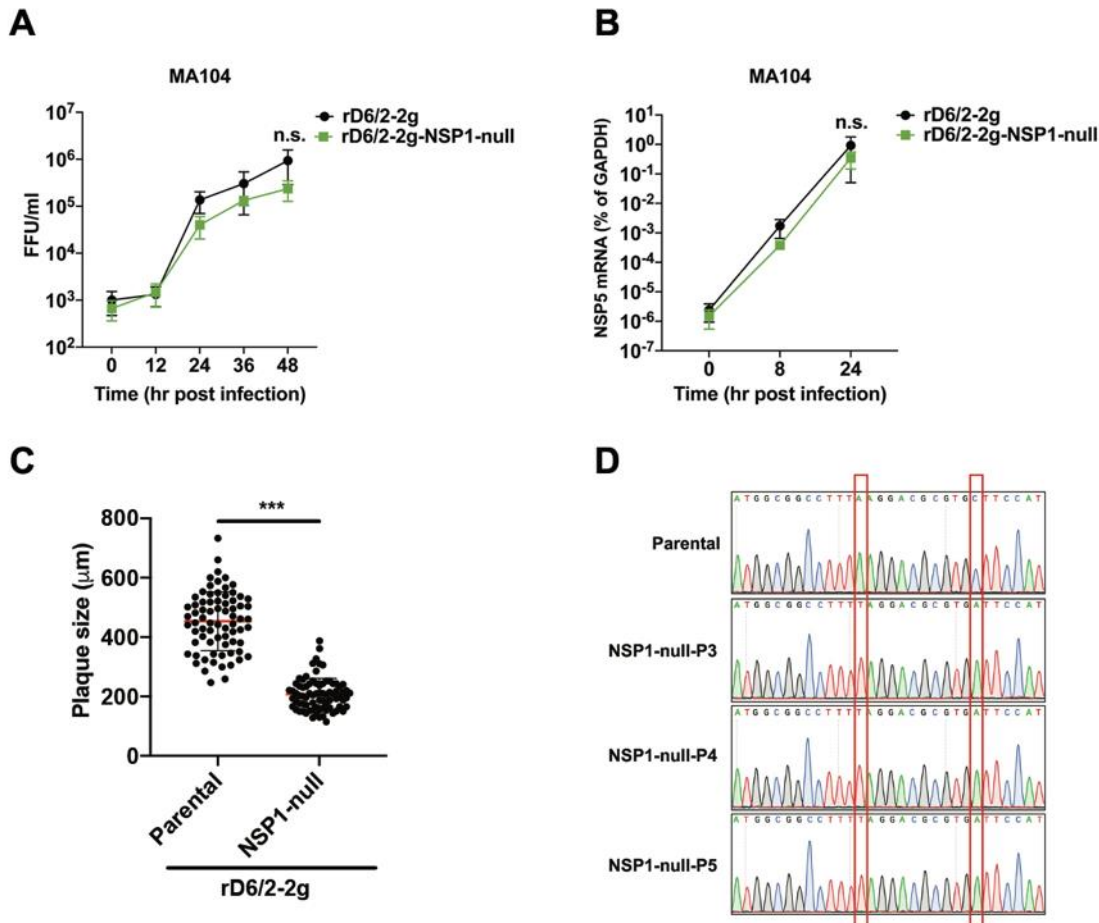 A
MA104
10^7
10^6
10^5
10^4
10^3
10^2
FFU/ml
0 12 24 36 48
Time (hr post infection)
n.s.
rD6/2-2g
rD6/2-2g-NSP1-null
B
MA104
10^1
10^0
10^-1
10^-2
10^-3
10^-4
10^-5
10^-6
10^-7
NSP5 mRNA (% of GAPDH)
0 8 24
Time (hr post infection)
n.s.
rD6/2-2g
rD6/2-2g-NSP1-null
C
***
800
600
400
200
0
Plaque size (μm)
Parental
NSP1-null
rD6/2-2g
D
Parental
ATGGCGGCCTTTAAGGACGCGTGCTTCCAT
NSP1-null-P3
ATGGCGGCCTTTTAGGACGCGTGATTCCAT
NSP1-null-P4
ATGGCGGCCTTTTAGGACGCGTGATTCCAT
NSP1-null-P5
ATGGCGGCCTTTTAGGACGCGTGATTCCAT